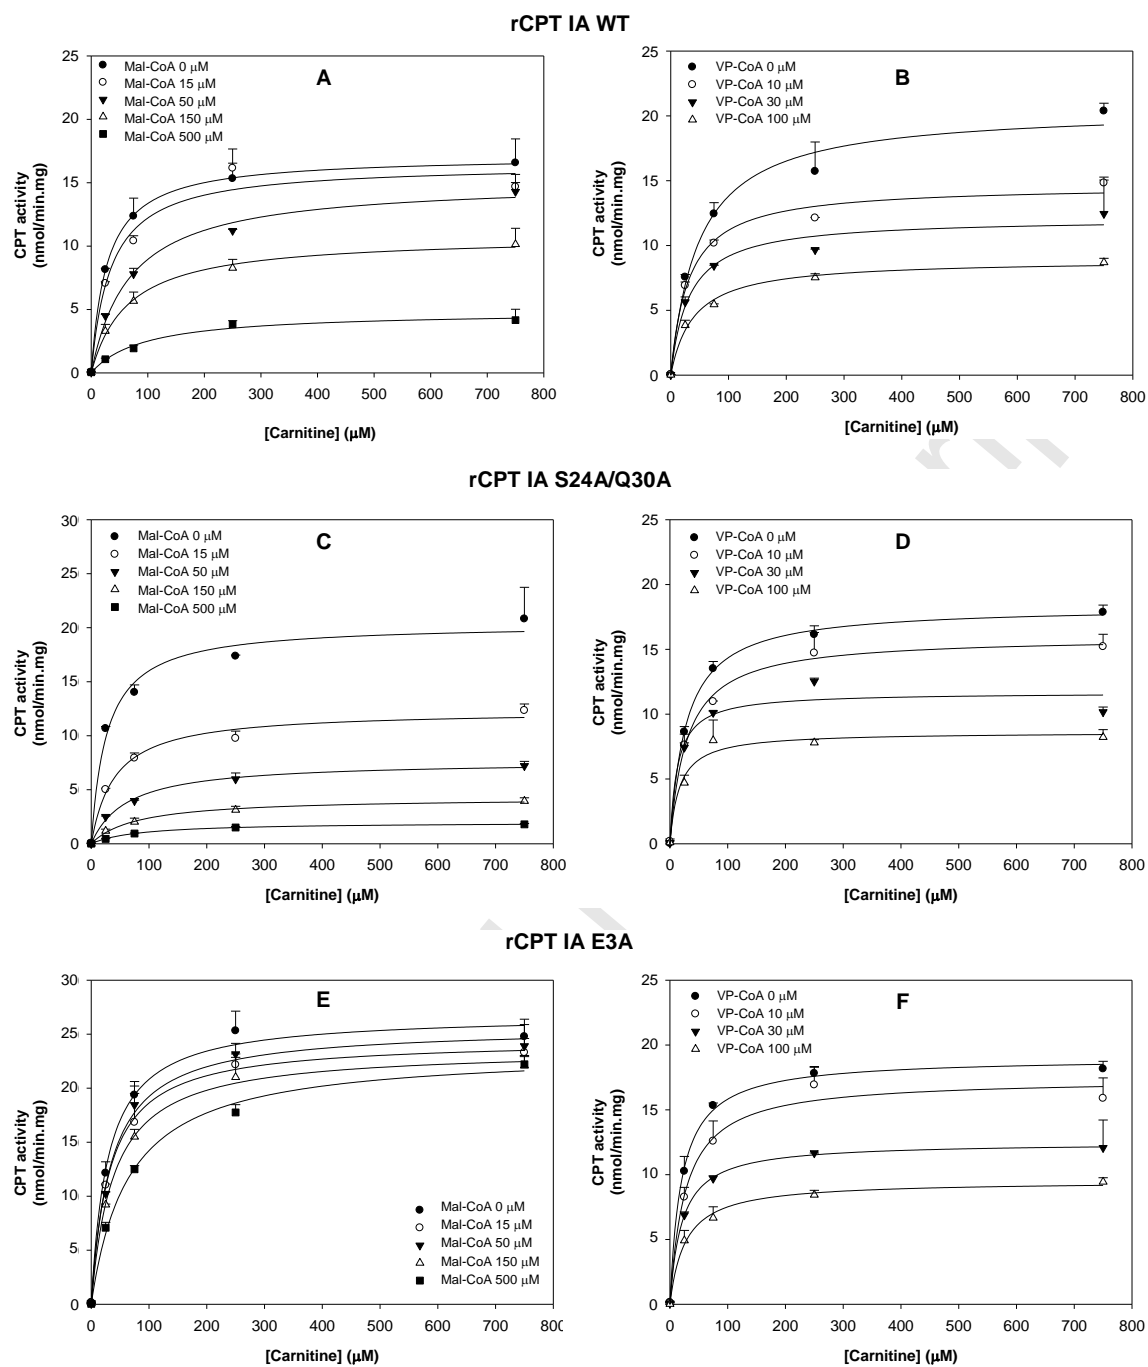 rCPT IA WT
A
Mal-CoA 0 μM
Mal-CoA 15 μM
Mal-CoA 50 μM
Mal-CoA 150 μM
Mal-CoA 500 μM
25
20
15
10
5
0
CPT activity
(nmol/min.mg)
0 100 200 300 400 500 600 700 800
[Carnitine] (μM)
B
VP-CoA 0 μM
VP-CoA 10 μM
VP-CoA 30 μM
VP-CoA 100 μM
25
20
15
10
5
0
CPT activity
(nmol/min.mg)
0 100 200 300 400 500 600 700 800
[Carnitine] (μM)
rCPT IA S24A/Q30A
C
Mal-CoA 0 μM
Mal-CoA 15 μM
Mal-CoA 50 μM
Mal-CoA 150 μM
Mal-CoA 500 μM
30
25
20
15
10
5
0
CPT activity
(nmol/min.mg)
0 100 200 300 400 500 600 700 800
[Carnitine] (μM)
D
VP-CoA 0 μM
VP-CoA 10 μM
VP-CoA 30 μM
VP-CoA 100 μM
25
20
15
10
5
0
CPT activity
(nmol/min.mg)
0 100 200 300 400 500 600 700 800
[Carnitine] (μM)
rCPT IA E3A
E
30
25
20
15
10
5
0
CPT activity
(nmol/min.mg)
Mal-CoA 0 μM
Mal-CoA 15 μM
Mal-CoA 50 μM
Mal-CoA 150 μM
Mal-CoA 500 μM
0 100 200 300 400 500 600 700 800
[Carnitine] (μM)
F
VP-CoA 0 μM
VP-CoA 10 μM
VP-CoA 30 μM
VP-CoA 100 μM
25
20
15
10
5
0
CPT activity
(nmol/min.mg)
0 100 200 300 400 500 600 700 800
[Carnitine] (μM)